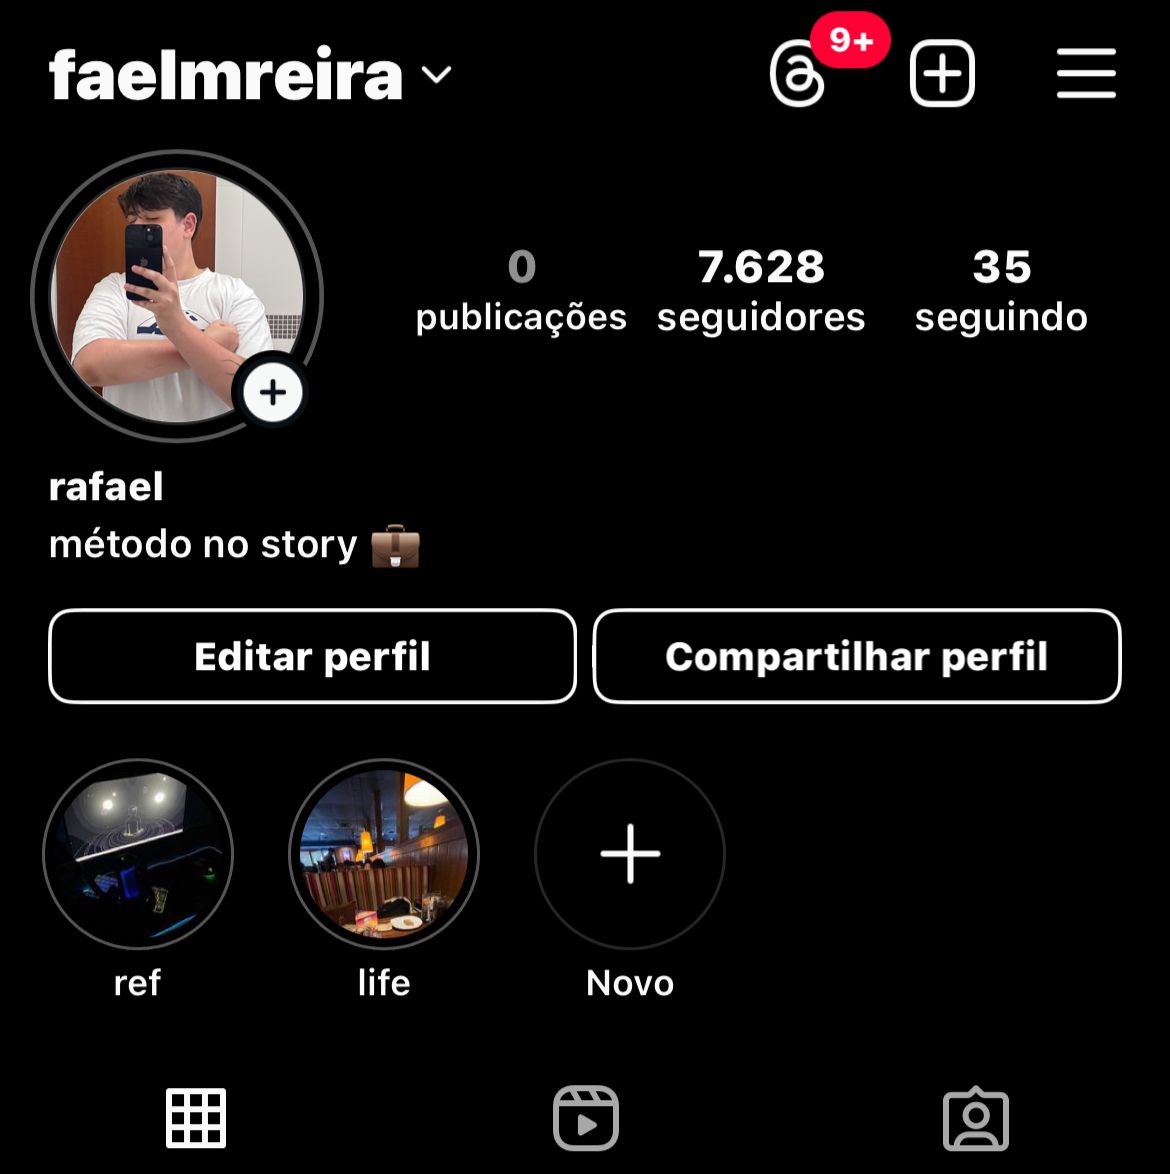 faelmreira
9+
0 7.628 35
publicações seguidores seguindo
rafael
método no story
Editar perfil Compartilhar perfil
ref life Novo